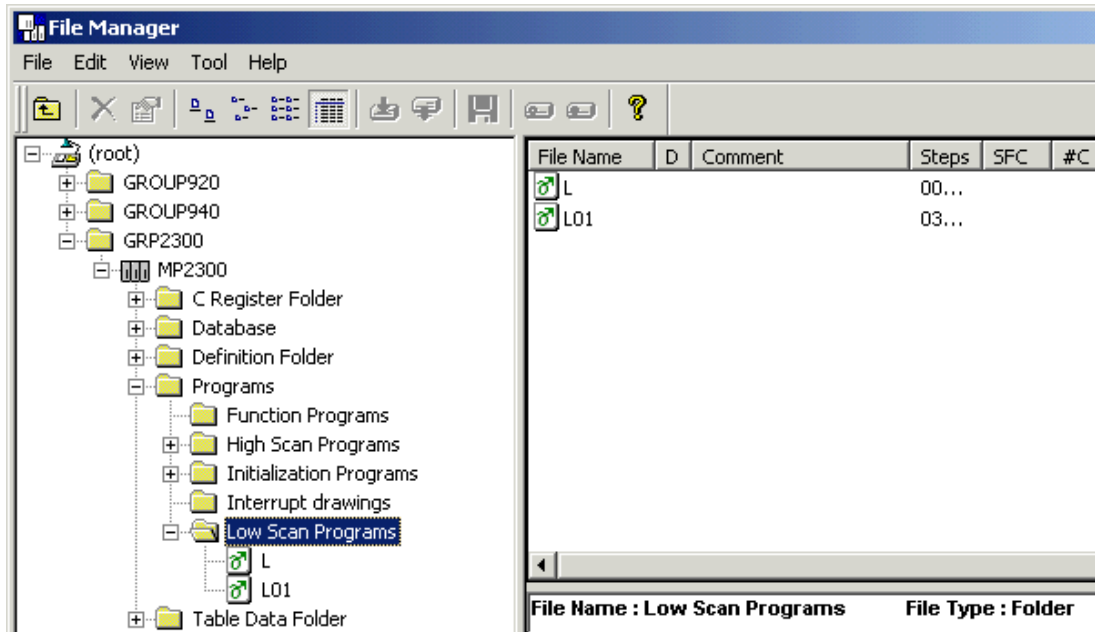 File Manager
File Edit View Tool Help
(root)
GROUP920
GROUP940
GRP2300
MP2300
C Register Folder
Database
Definition Folder
Programs
Function Programs
High Scan Programs
Initialization Programs
Interrupt drawings
Low Scan Programs
L
L01
Table Data Folder
File Name D Comment Steps SFC #C
L 00...
L01 03...
File Name : Low Scan Programs File Type : Folder